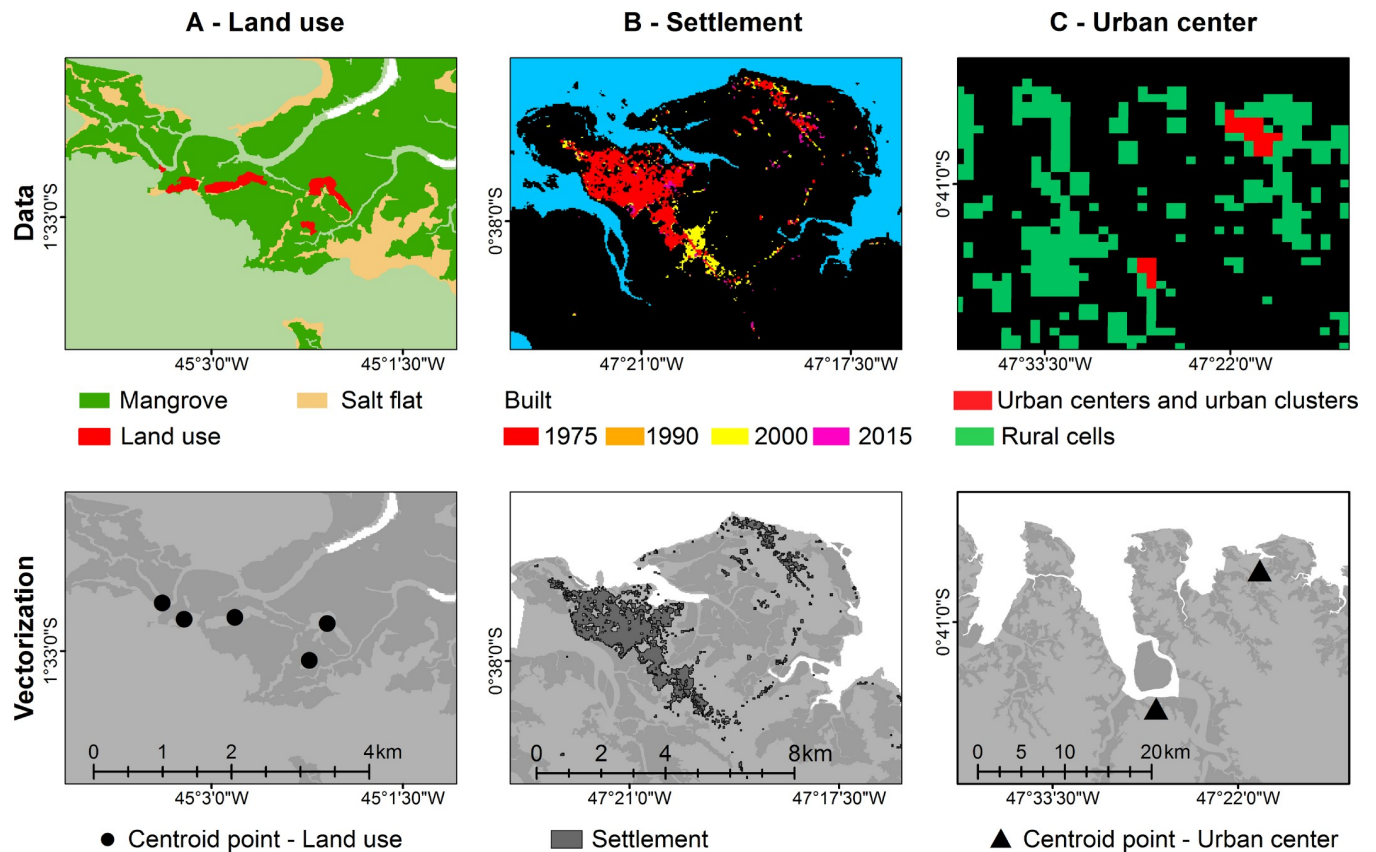 A - Land use
B - Settlement
C - Urban center
Data
1°33'0"S
0°38'0"S
0°41'0"S
45°3'0"W
45°1'30"W
47°21'0"W
47°17'30"W
47°33'30"W
47°22'0"W
Mangrove
Salt flat
Land use
Built
1975
1990
2000
2015
Urban centers and urban clusters
Rural cells
Vectorization
1°33'0"S
0°38'0"S
0°41'0"S
0 1 2 4km
0 2 4 8km
0 5 10 20km
45°3'0"W
45°1'30"W
47°21'0"W
47°17'30"W
47°33'30"W
47°22'0"W
Centroid point - Land use
Settlement
Centroid point - Urban center